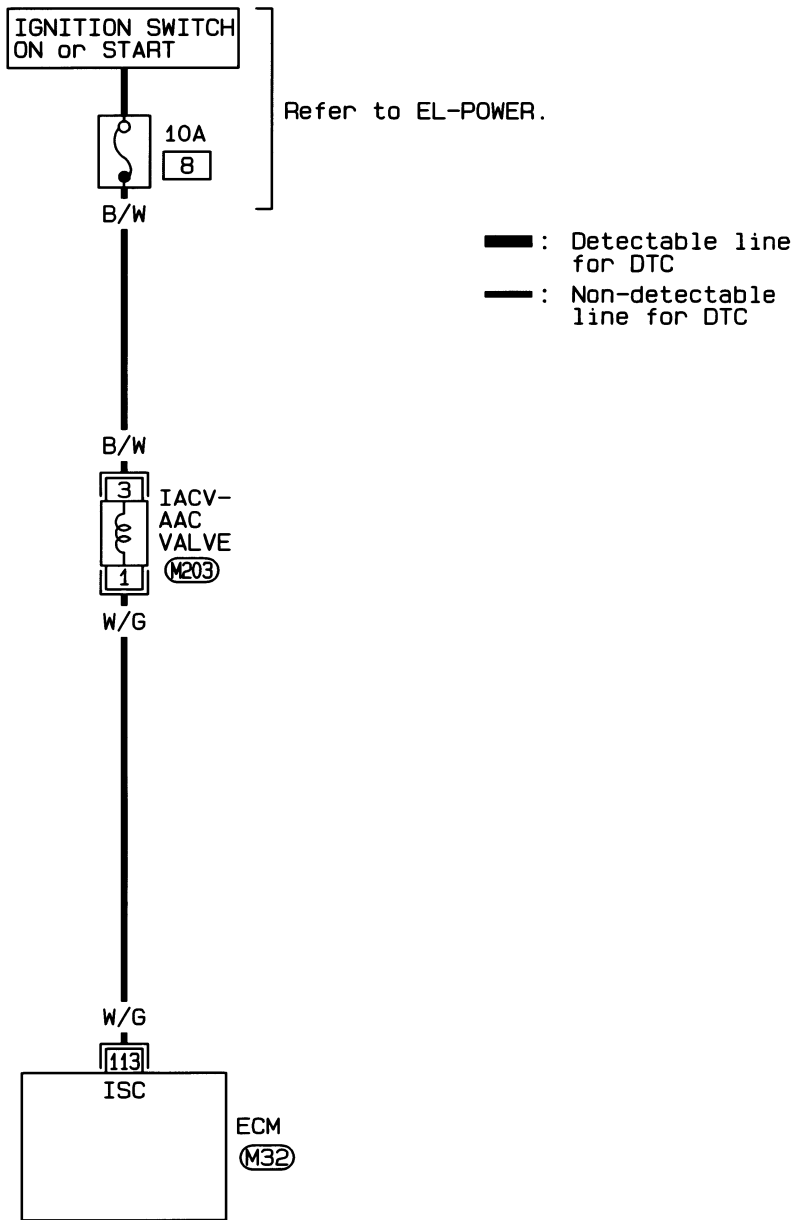 IGNITION SWITCH
ON or START
Refer to EL-POWER.
10A
8
B/W
: Detectable line
for DTC
: Non-detectable
line for DTC
B/W
3
IACV-
AAC
VALVE
M203
1
W/G
W/G
113
ISC
ECM
M32